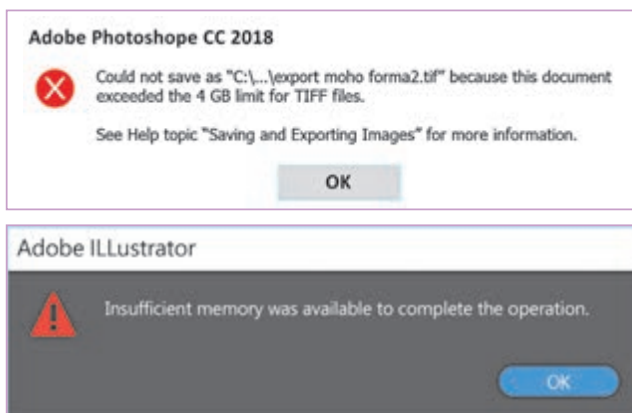 Adobe Photoshope CC 2018
Could not save as "C:\...\export moho forma2.tif" because this document
exceeded the 4 GB limit for TIFF files.
See Help topic "Saving and Exporting Images" for more information.
OK
Adobe ILLustrator
Insufficient memory was available to complete the operation.
OK